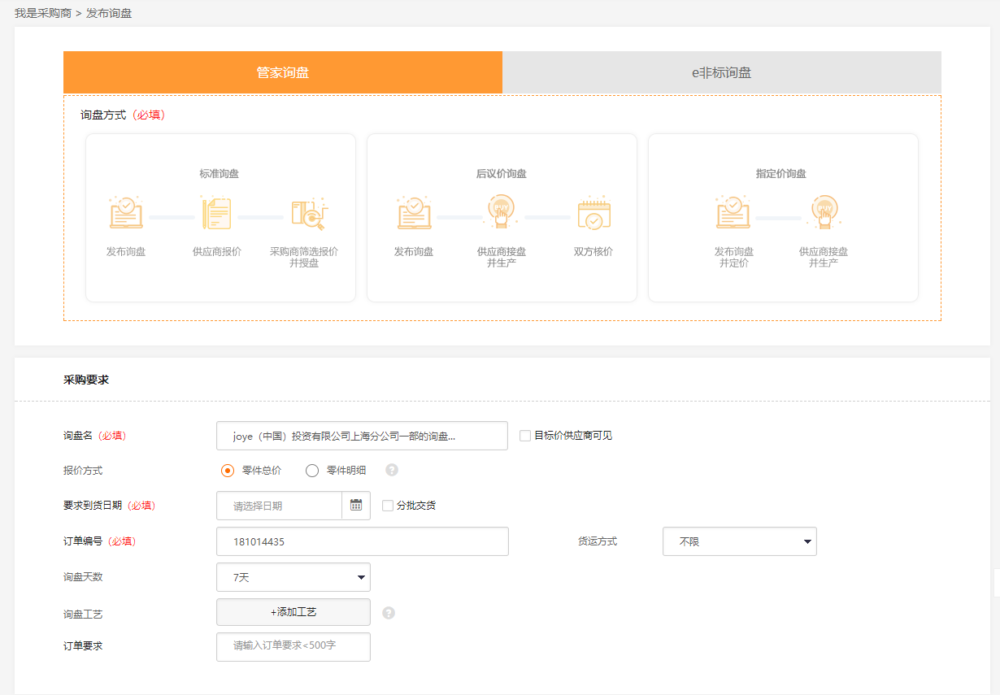 我是采购商 > 发布询盘
管家询盘
e非标询盘
询盘方式（必填）
标准询盘
发布询盘
供应商报价
采购商筛选报价
并授盘
后议价询盘
发布询盘
供应商接盘
并生产
双方核价
指定价询盘
发布询盘
并定价
供应商接盘
并生产
采购要求
询盘名（必填） joye（中国）投资有限公司上海分公司一部的询盘... 目标价供应商可见
报价方式 零件总价 零件明细 ?
要求到货日期（必填） 请选择日期 分批交货
订单编号（必填） 181014435 货运方式 不限
询盘天数 7天
询盘工艺 +添加工艺 ?
订单要求 请输入订单要求<500字